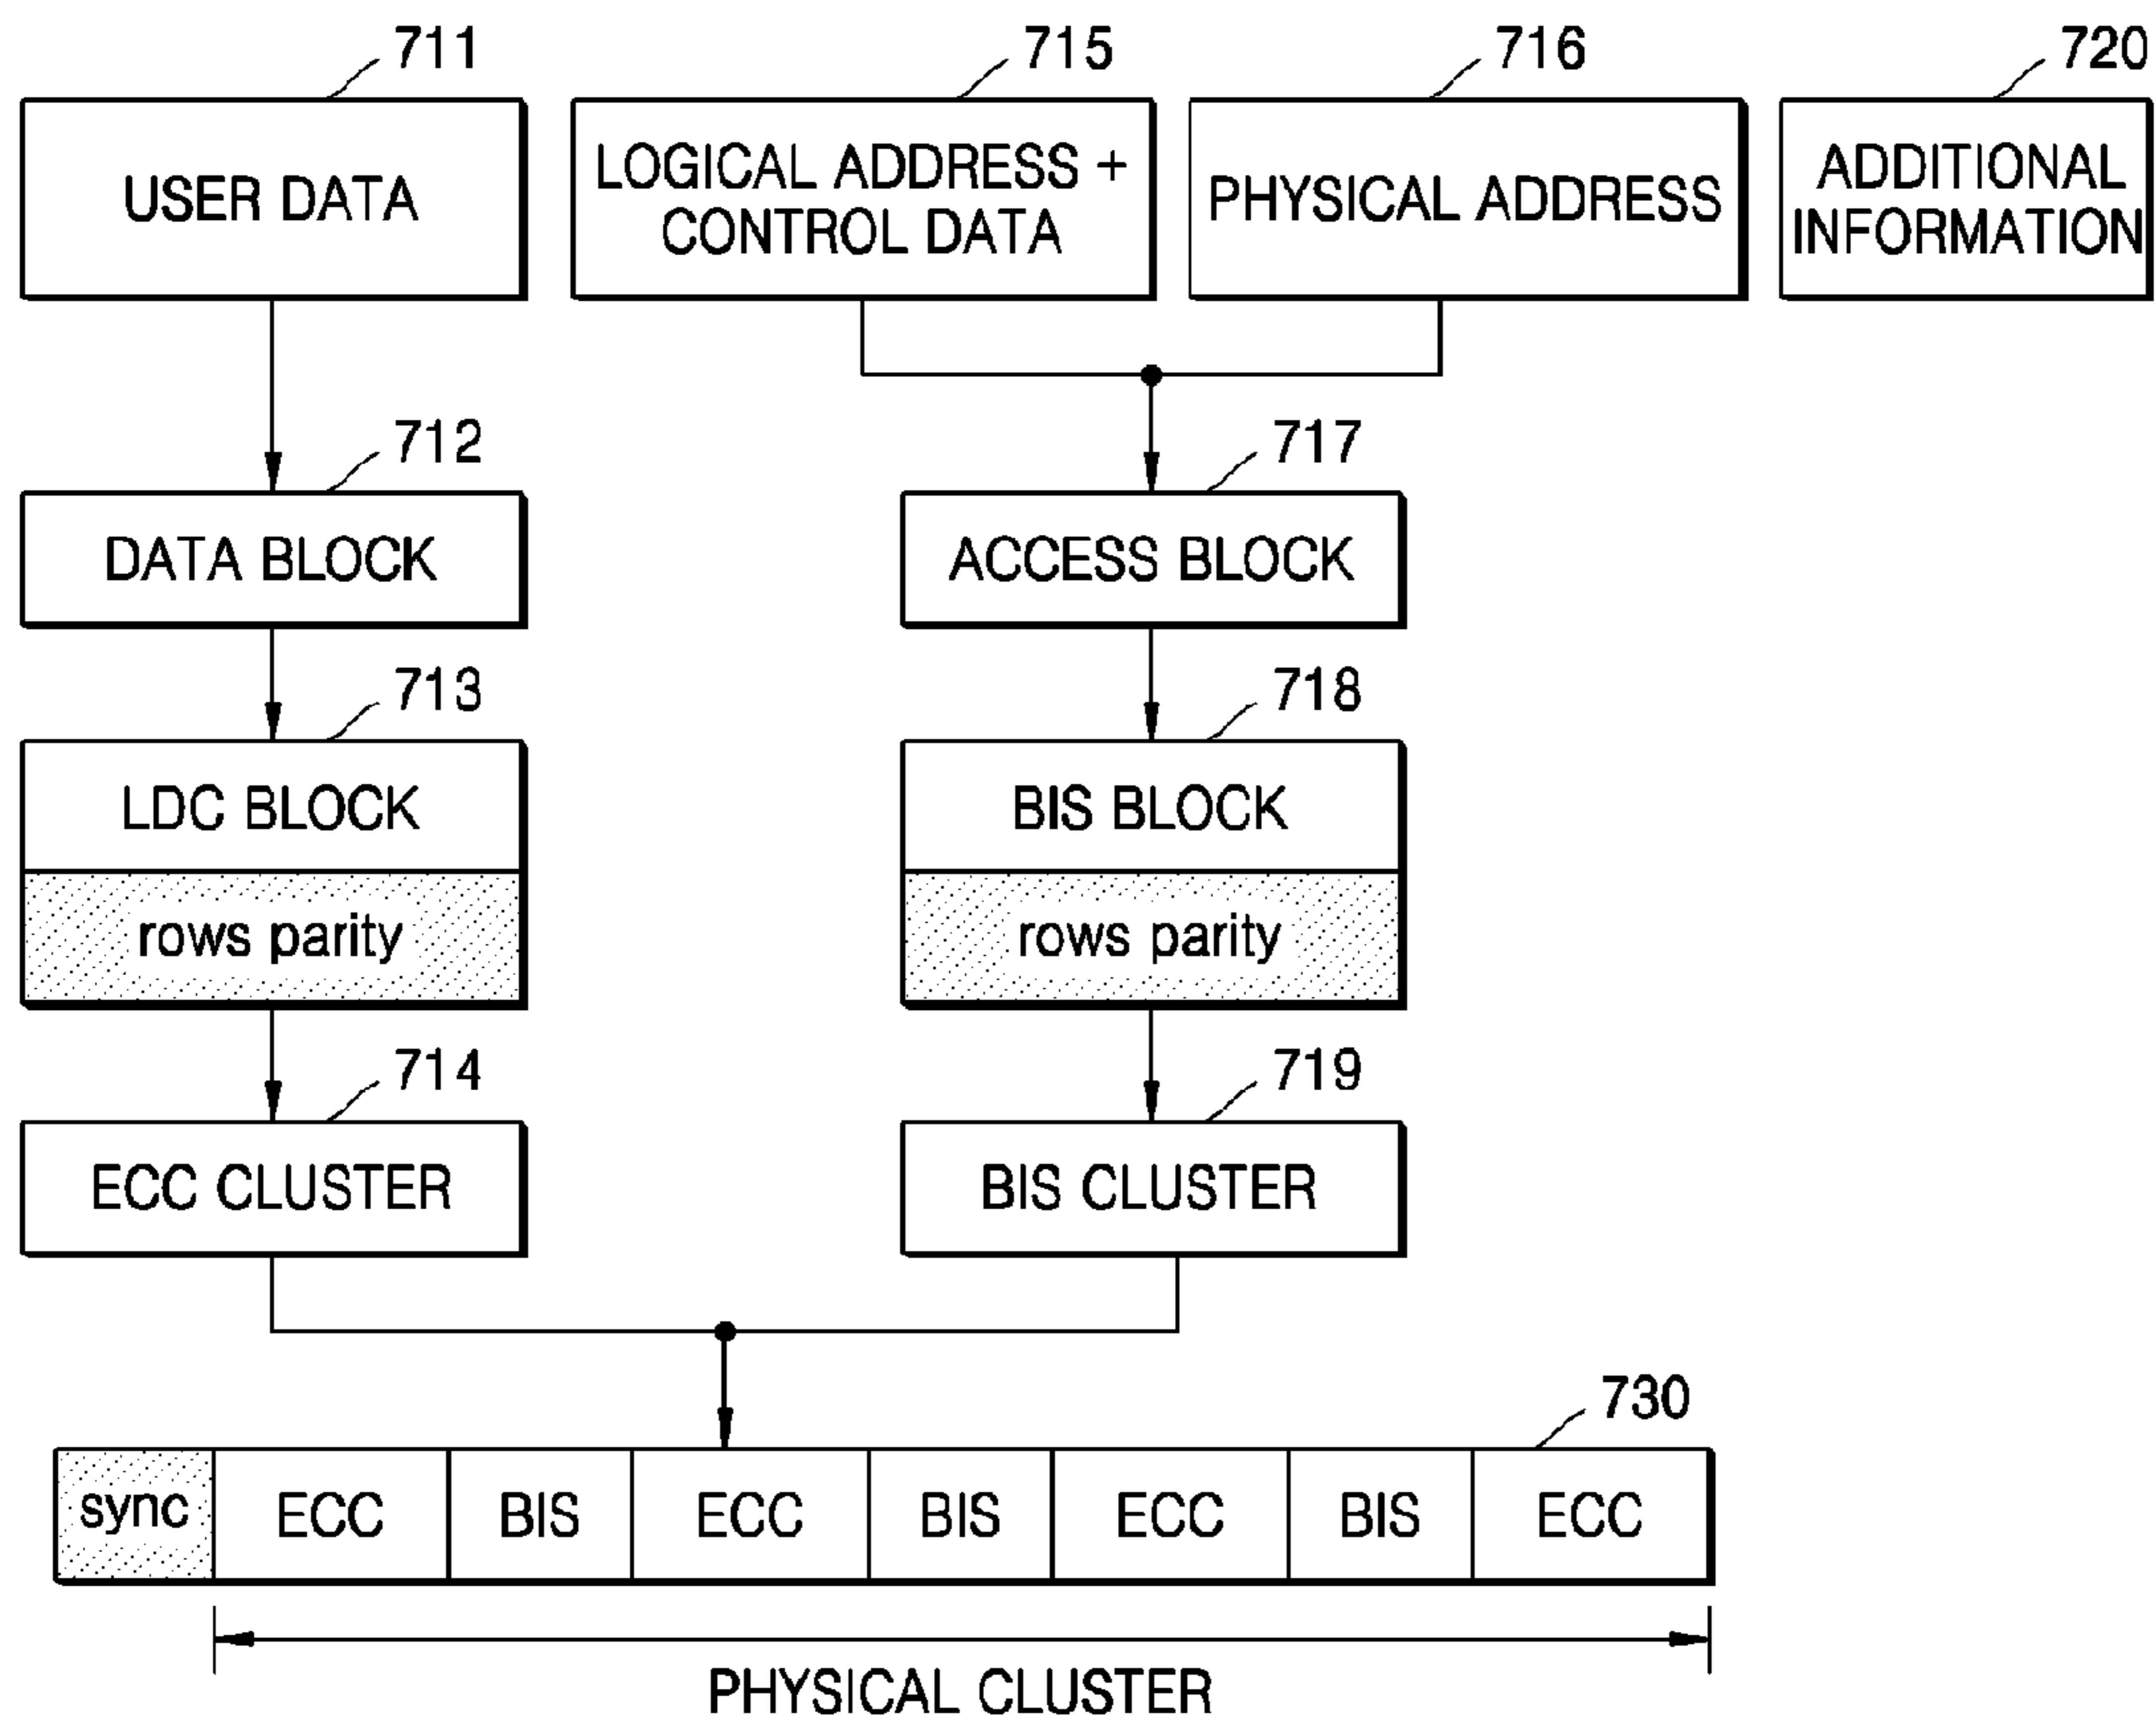 711
715
716
720
USER DATA
LOGICAL ADDRESS +
CONTROL DATA
PHYSICAL ADDRESS
ADDITIONAL
INFORMATION
712
717
DATA BLOCK
ACCESS BLOCK
713
718
LDC BLOCK
BIS BLOCK
rows parity
rows parity
714
719
ECC CLUSTER
BIS CLUSTER
730
sync
ECC
BIS
ECC
BIS
ECC
BIS
ECC
PHYSICAL CLUSTER